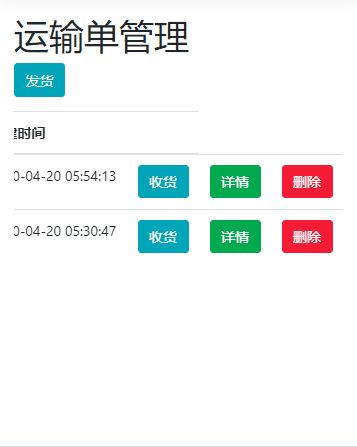 运输单管理
发货
建时间
0-04-20 05:54:13 收货 详情 删除
0-04-20 05:30:47 收货 详情 删除